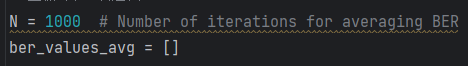 N = 1000  # Number of iterations for averaging BER
ber_values_avg = []